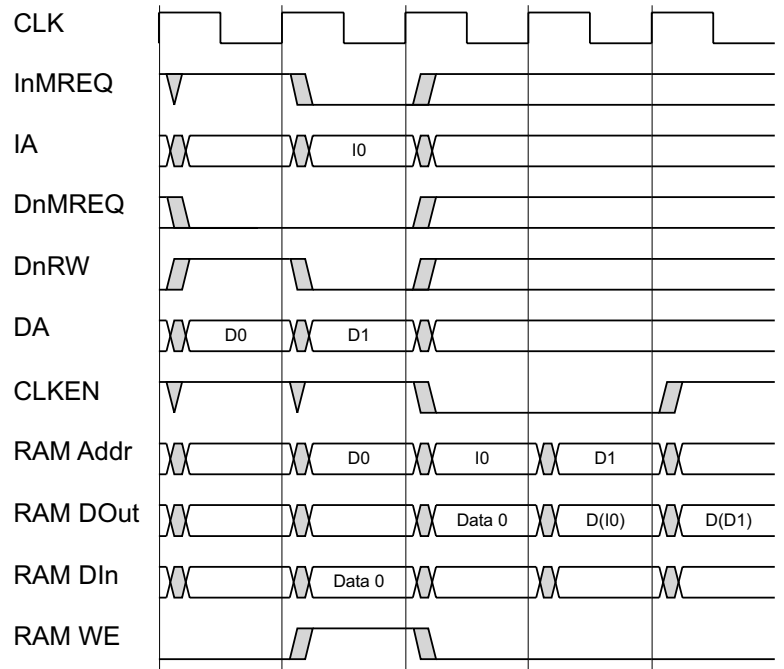 CLK
InMREQ
IA I0
DnMREQ
DnRW
DA D0 D1
CLKEN
RAM Addr D0 I0 D1
RAM DOut Data 0 D(I0) D(D1)
RAM DIn Data 0
RAM WE